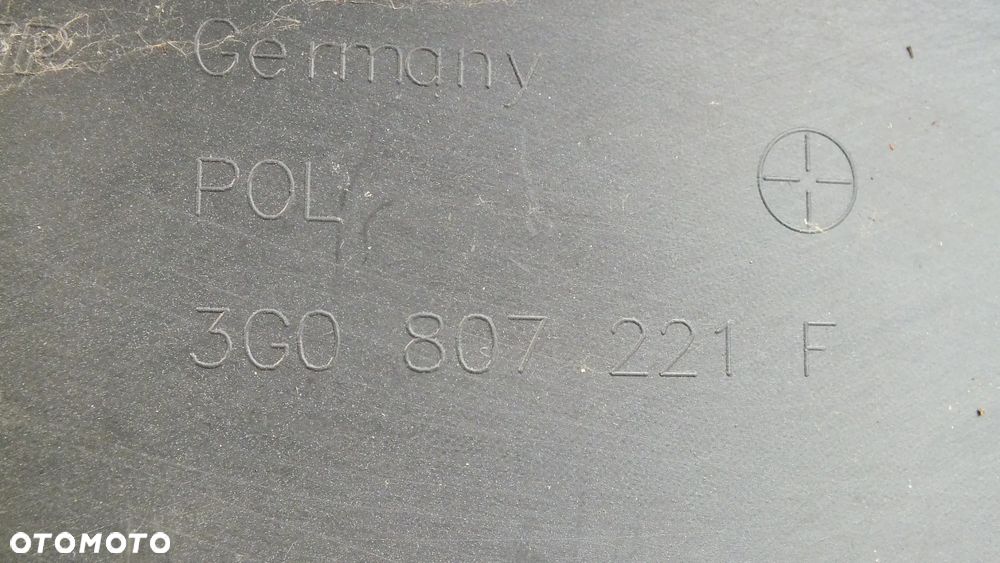 Germany
POL
3G0 807 221 F
OTOMOTO